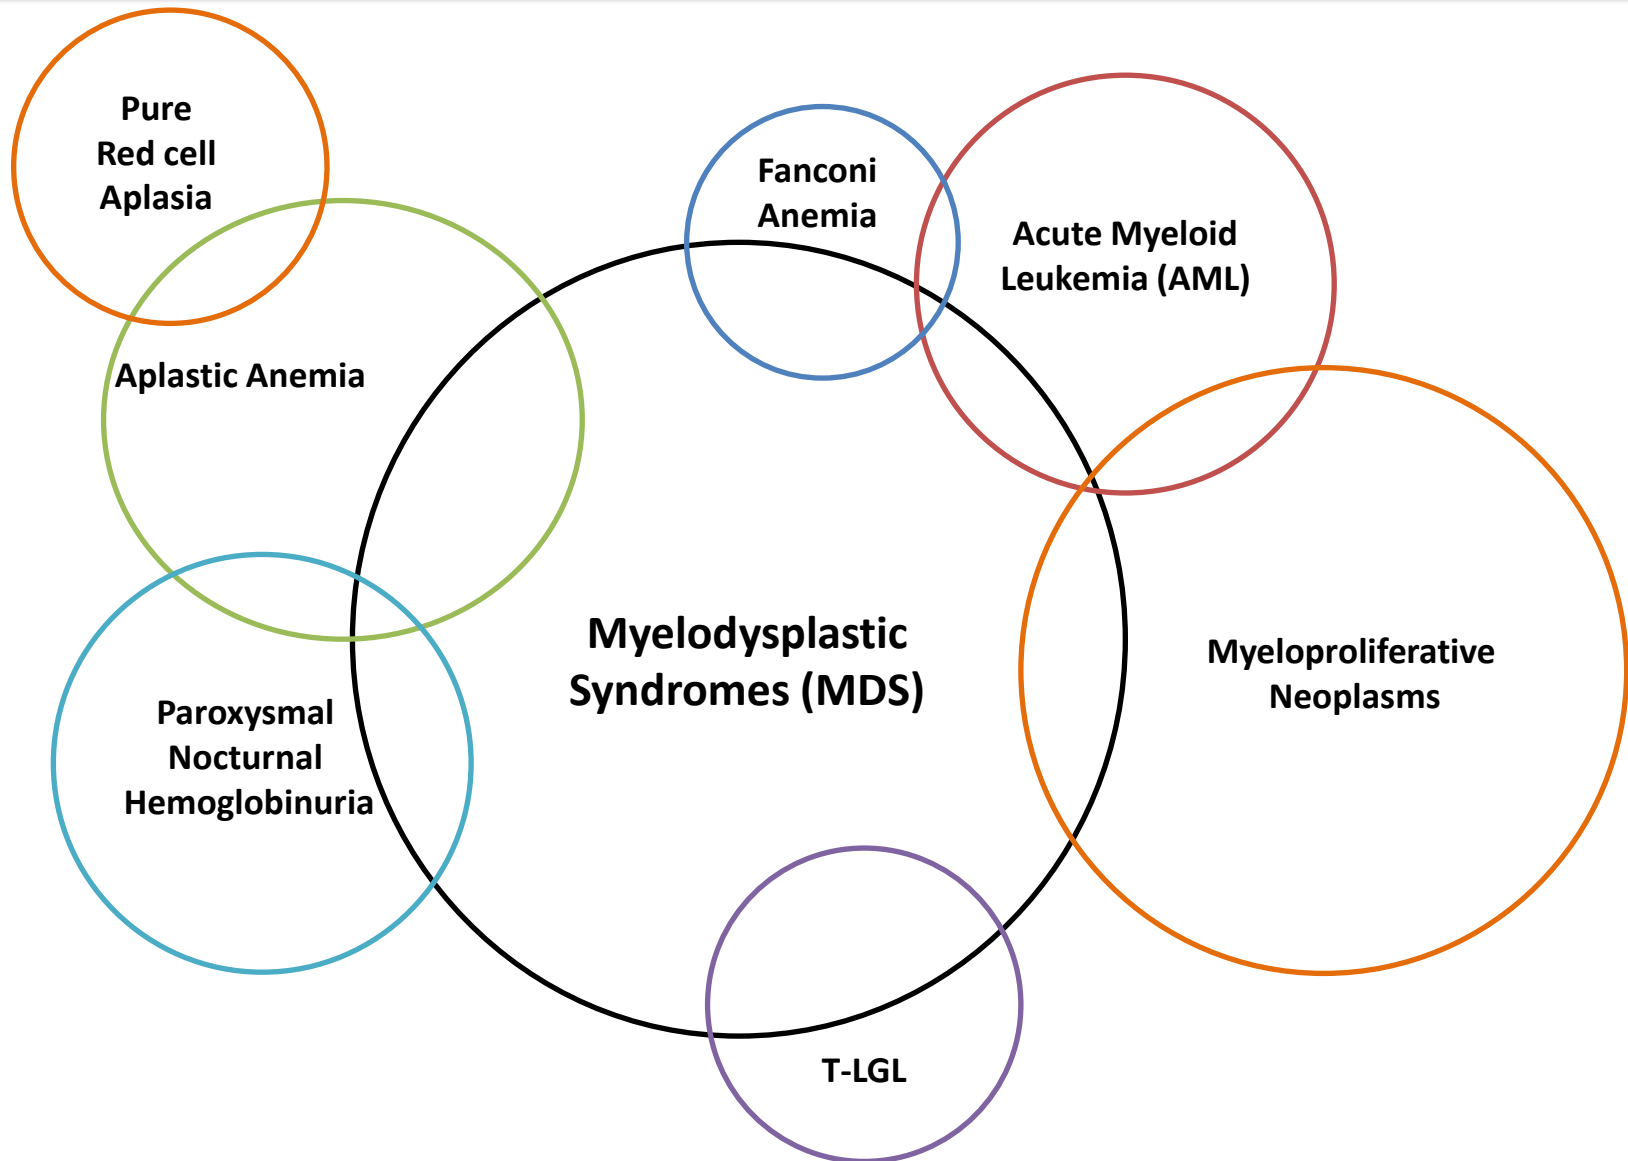 Pure
Red cell
Aplasia
Fanconi
Anemia
Acute Myeloid
Leukemia (AML)
Aplastic Anemia
Myelodysplastic
Syndromes (MDS)
Myeloproliferative
Neoplasms
Paroxysmal
Nocturnal
Hemoglobinuria
T-LGL